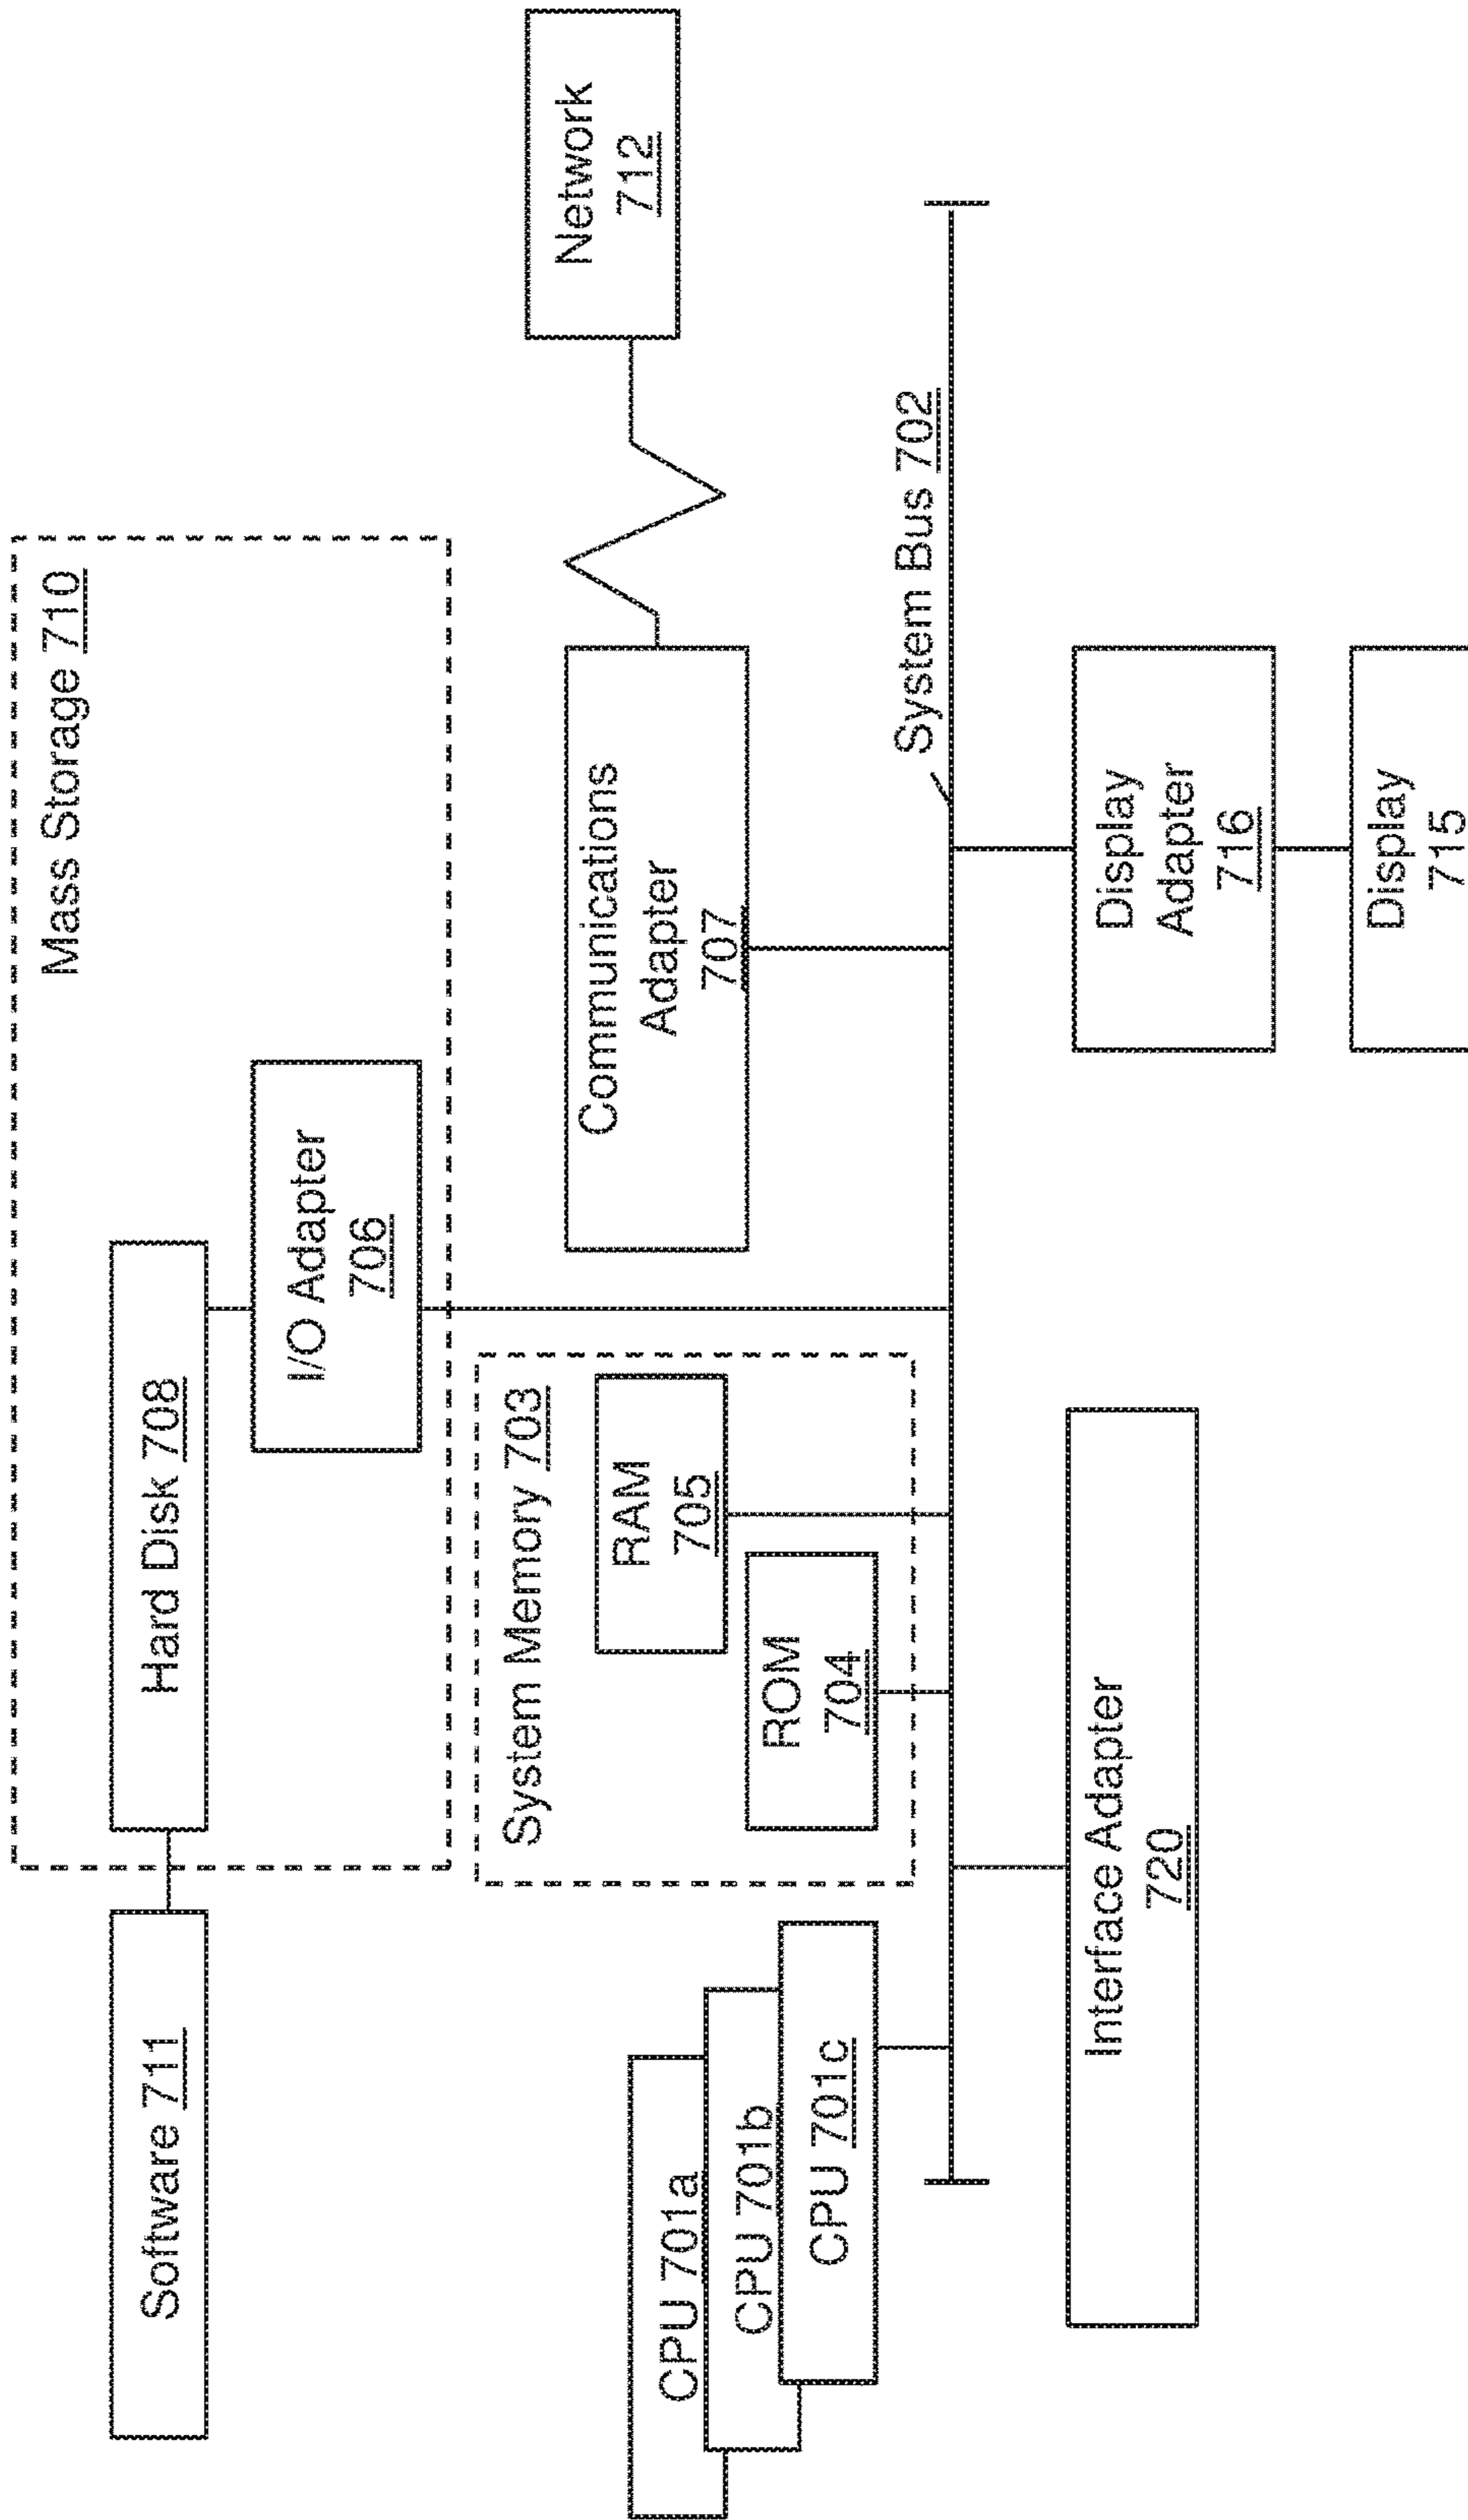 Software 711
Hard Disk 708
Mass Storage 710
I/O Adapter
706
System Memory 703
RAM
705
ROM
704
Communications
Adapter
707
Network
712
CPU 701a
CPU 701b
CPU 701c
System Bus 702
Interface Adapter
720
Display
Adapter
716
Display
715